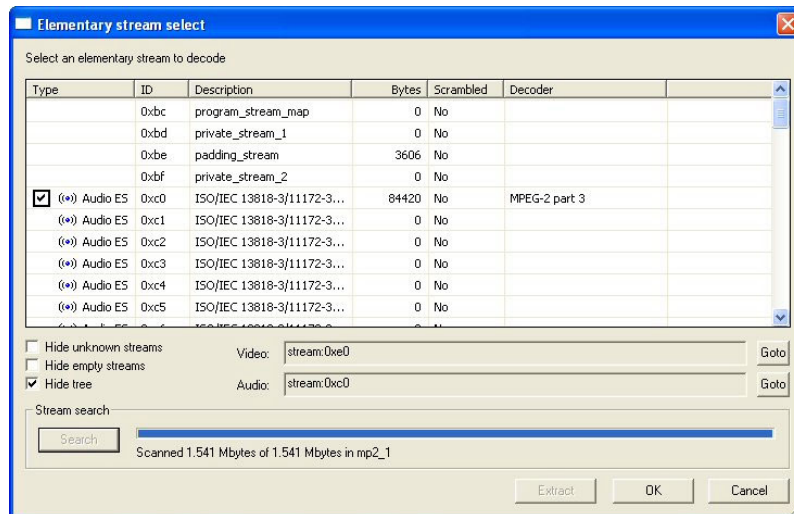 Elementary stream select
Select an elementary stream to decode
Type ID Description Bytes Scrambled Decoder
0xbc program_stream_map 0 No
0xbd private_stream_1 0 No
0xbe padding_stream 3606 No
0xbf private_stream_2 0 No
Audio ES 0xc0 ISO/IEC 13818-3/11172-3... 84420 No MPEG-2 part 3
Audio ES 0xc1 ISO/IEC 13818-3/11172-3... 0 No
Audio ES 0xc2 ISO/IEC 13818-3/11172-3... 0 No
Audio ES 0xc3 ISO/IEC 13818-3/11172-3... 0 No
Audio ES 0xc4 ISO/IEC 13818-3/11172-3... 0 No
Audio ES 0xc5 ISO/IEC 13818-3/11172-3... 0 No
Hide unknown streams
Video: stream:0xe0 Goto
Hide empty streams
Hide tree
Audio: stream:0xc0 Goto
Stream search
Search
Scanned 1.541 Mbytes of 1.541 Mbytes in mp2_1
Extract OK Cancel